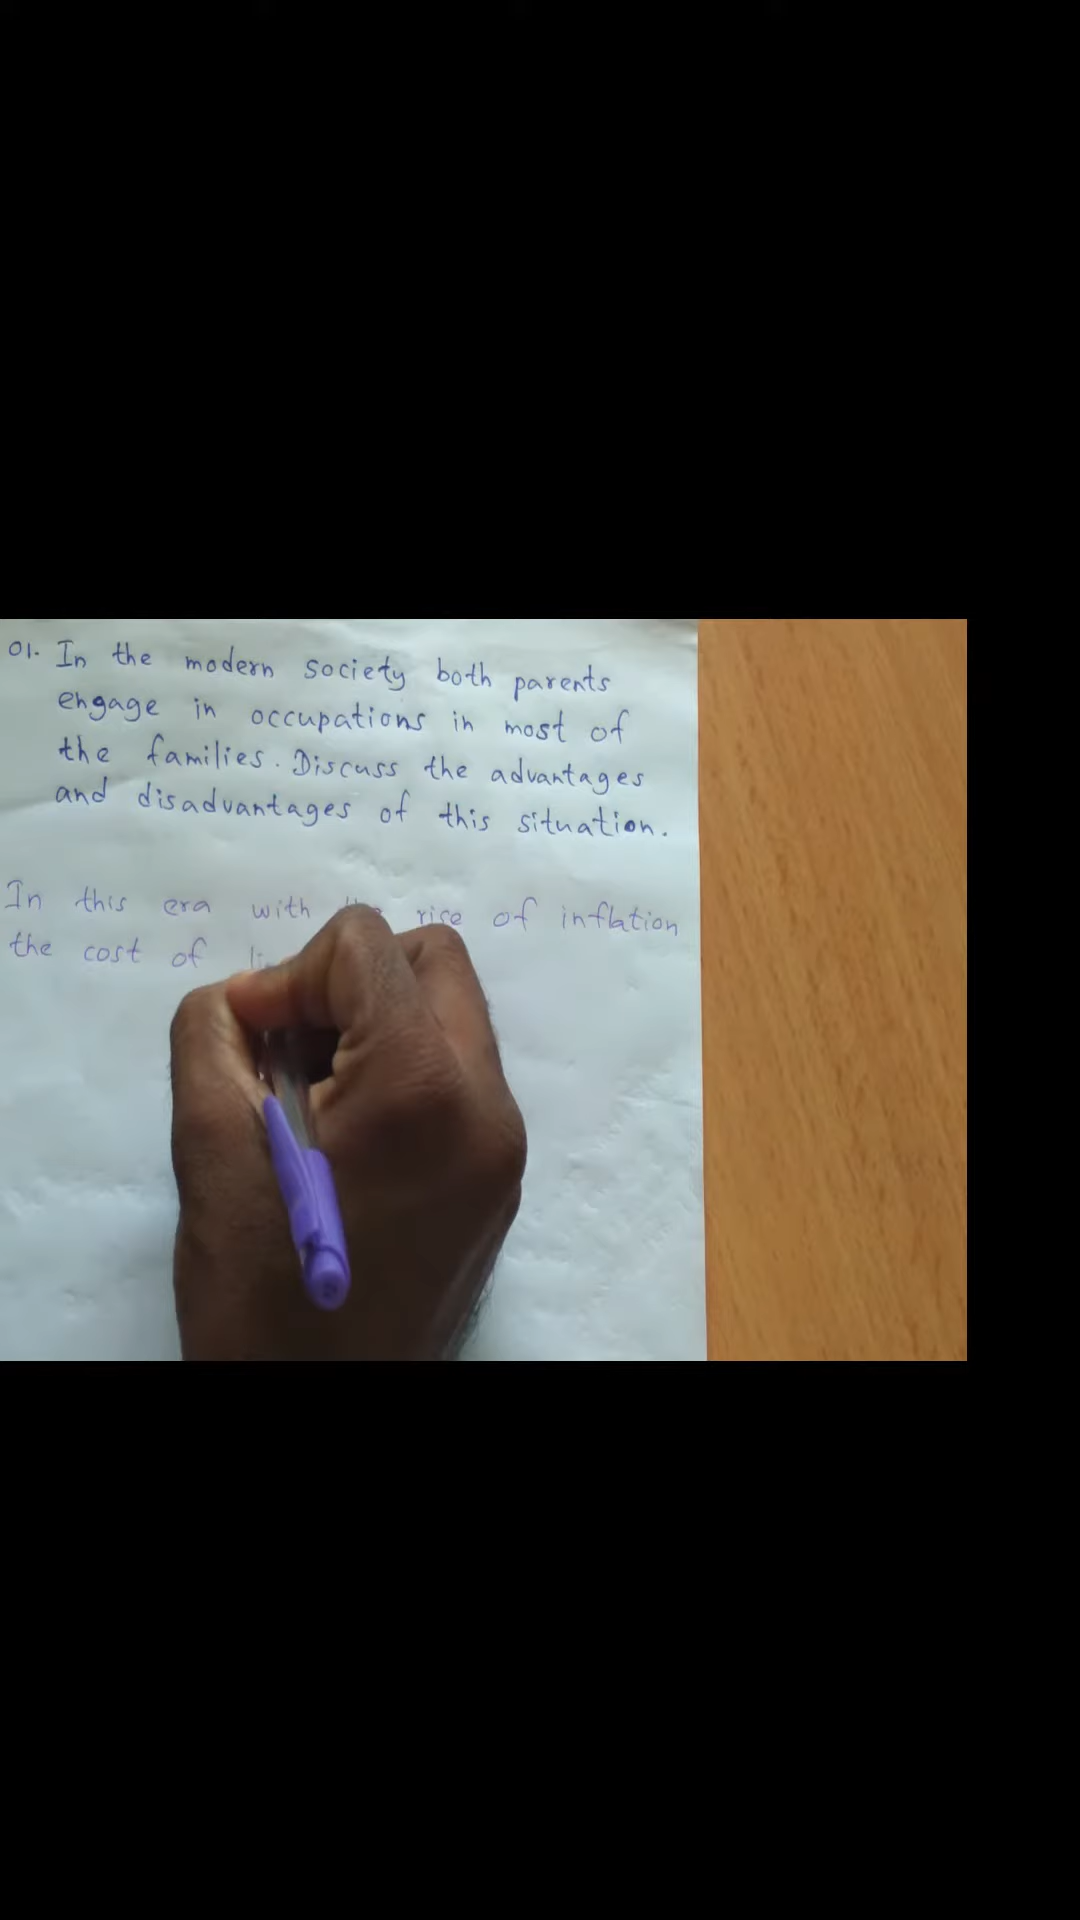 01. In the modern society both parents
engage in occupations in most of
the families. Discuss the advantages
and disadvantages of this situation.
In this era with the rise of inflation
the cost of